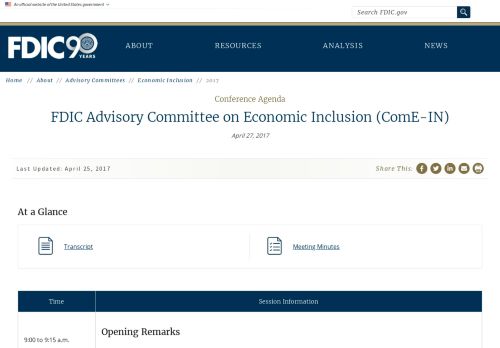 An official website of the United States government
Search FDIC.gov
FDIC 90 YEARS
ABOUT RESOURCES ANALYSIS NEWS
Home // About // Advisory Committees // Economic Inclusion // 2017
Conference Agenda
FDIC Advisory Committee on Economic Inclusion (ComE-IN)
April 27, 2017
Last Updated: April 25, 2017
Share This:
At a Glance
Transcript
Meeting Minutes
Time Session Information
Opening Remarks
9:00 to 9:15 a.m.